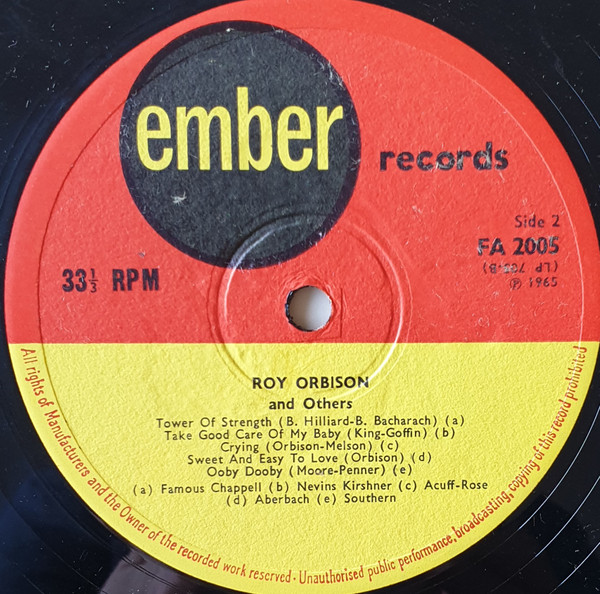 ember
records
Side 2
FA 2005
(LP 703-B)
℗ 1965
33⅓ RPM
ROY ORBISON
and Others
Tower Of Strength (B. Hilliard-B. Bacharach) (a)
Take Good Care Of My Baby (King-Goffin) (b)
Crying (Orbison-Melson) (c)
Sweet And Easy To Love (Orbison) (d)
Ooby Dooby (Moore-Penner) (e)
(a) Famous Chappell (b) Nevins Kirshner (c) Acuff-Rose
(d) Aberbach (e) Southern
All rights of Manufacturers and the Owner of the recorded work reserved · Unauthorised public performance, broadcasting, copying of this record prohibited